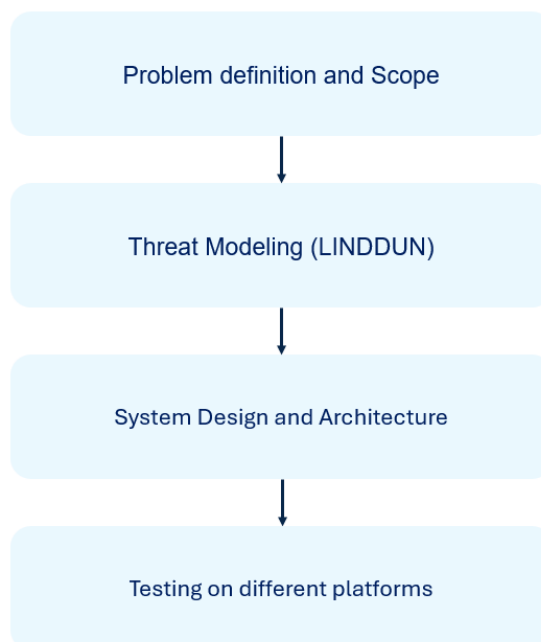 Problem definition and Scope
Threat Modeling (LINDDUN)
System Design and Architecture
Testing on different platforms